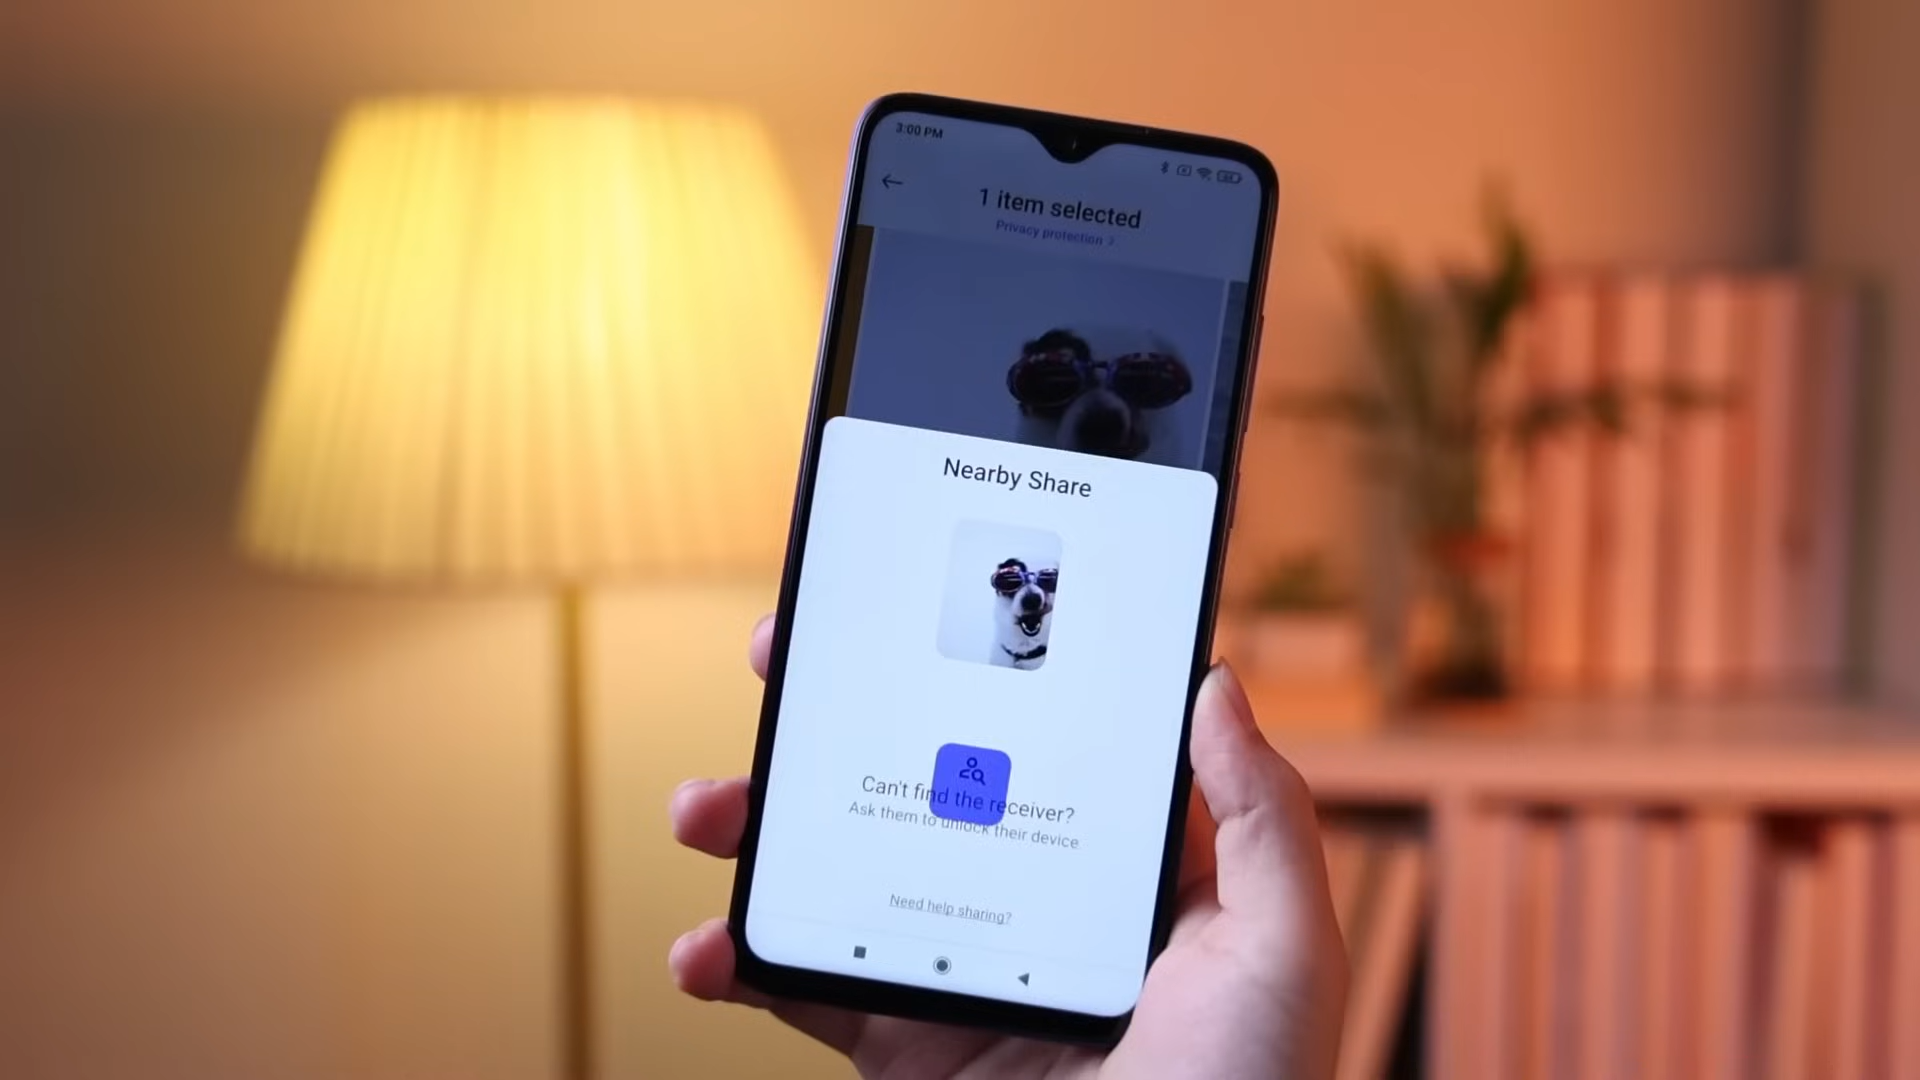 3:00 PM
1 item selected
Privacy protection
Nearby Share
Can't find the receiver?
Ask them to unlock their device
Need help sharing?